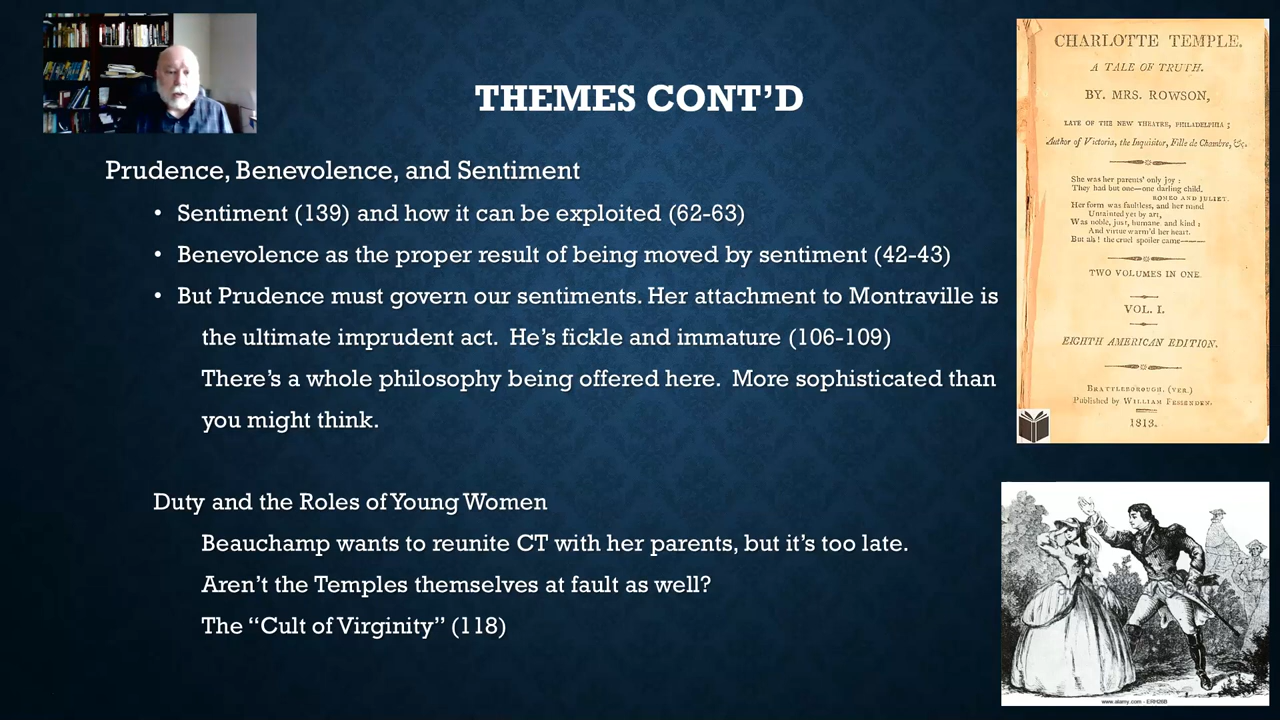 THEMES CONT'D
Prudence, Benevolence, and Sentiment
• Sentiment (139) and how it can be exploited (62-63)
• Benevolence as the proper result of being moved by sentiment (42-43)
• But Prudence must govern our sentiments. Her attachment to Montraville is
the ultimate imprudent act. He's fickle and immature (106-109)
There's a whole philosophy being offered here. More sophisticated than
you might think.
Duty and the Roles of Young Women
Beauchamp wants to reunite CT with her parents, but it's too late.
Aren't the Temples themselves at fault as well?
The “Cult of Virginity” (118)
CHARLOTTE TEMPLE.
A TALE OF TRUTH.
BY. MRS. ROWSON,
LATE OF THE NEW THEATRE, PHILADELPHIA ;
Author of Victoria, the Inquisitor, Fille de Chambre, &c.
She was her parents' only joy :
They had but one—one darling child.
ROMEO AND JULIET.
Her form was faultless, and her mind
Untainted yet by art,
Was noble, just, humane and kind ;
And virtue warm'd her heart.
But ah ! the cruel spoiler came——
TWO VOLUMES IN ONE.
VOL. I.
EIGHTH AMERICAN EDITION.
BRATTLEBOROUGH. (VER.)
Published by WILLIAM FESSENDEN.
1813.
www.alamy.com - ERH26B